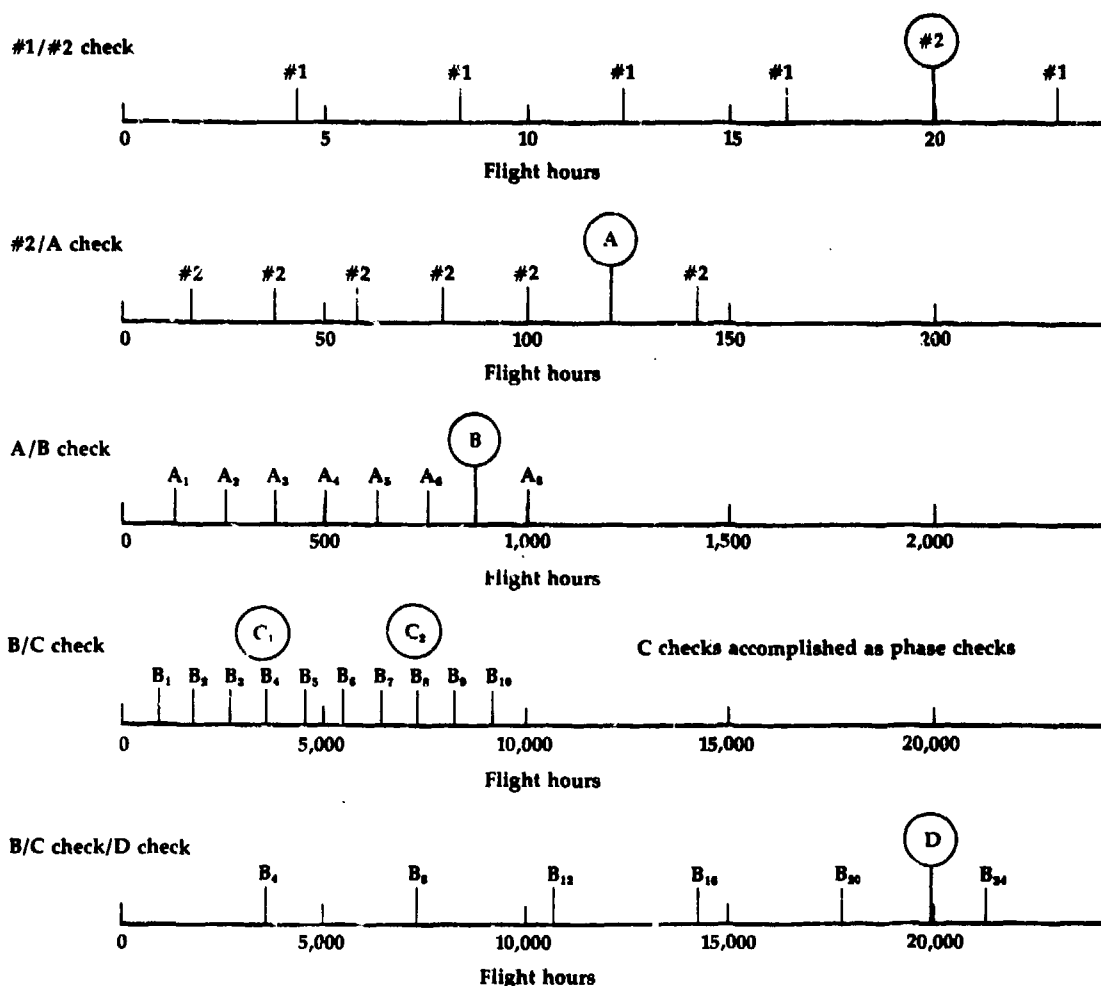 #1/#2 check
#2
#1 #1 #1 #1 #1
0 5 10 15 20
Flight hours
#2/A check
A
#2 #2 #2 #2 #2 #2
0 50 100 150 200
Flight hours
A/B check
B
A₁ A₂ A₃ A₄ A₅ A₆ A₈
0 500 1,000 1,500 2,000
Flight hours
B/C check
C₁ C₂
C checks accomplished as phase checks
B₁ B₂ B₃ B₄ B₅ B₆ B₇ B₈ B₉ B₁₀
0 5,000 10,000 15,000 20,000
Flight hours
B/C check/D check
D
B₄ B₈ B₁₂ B₁₆ B₂₀ B₂₄
0 5,000 10,000 15,000 20,000
Flight hours